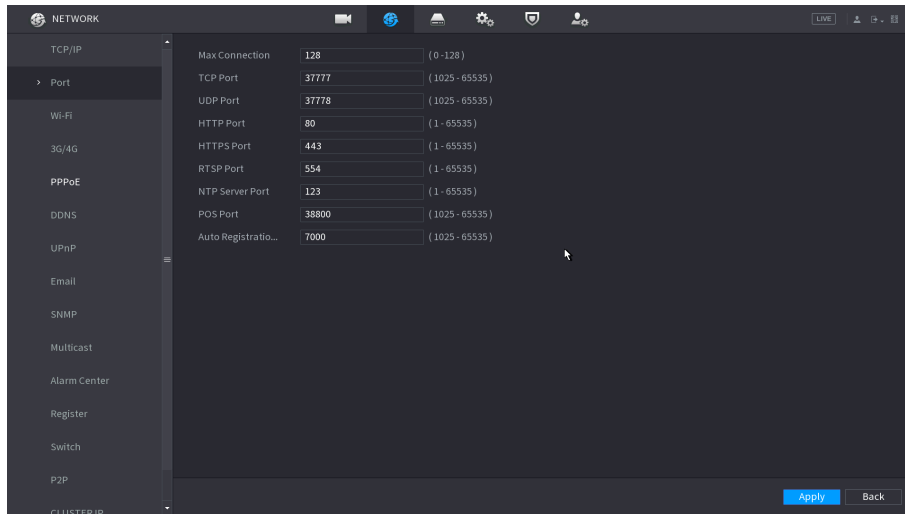 NETWORK
LIVE
TCP/IP
Port
Wi-Fi
3G/4G
PPPoE
DDNS
UPnP
Email
SNMP
Multicast
Alarm Center
Register
Switch
P2P
CLUSTER IP
Max Connection 128 (0-128)
TCP Port 37777 (1025-65535)
UDP Port 37778 (1025-65535)
HTTP Port 80 (1-65535)
HTTPS Port 443 (1-65535)
RTSP Port 554 (1-65535)
NTP Server Port 123 (1-65535)
POS Port 38800 (1025-65535)
Auto Registratio... 7000 (1025-65535)
Apply Back